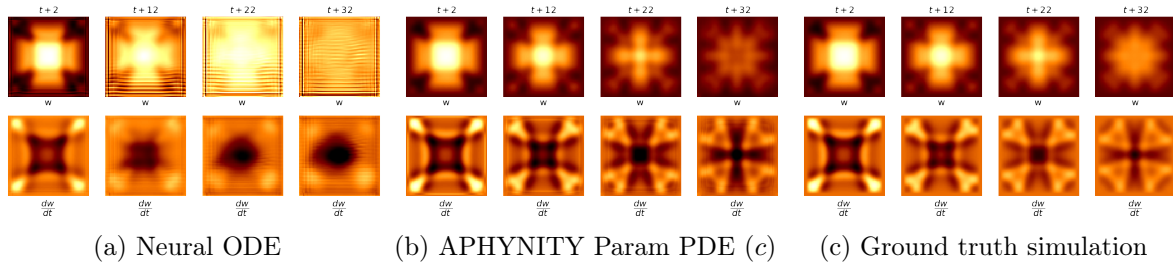 t + 2 t + 12 t + 22 t + 32 t + 2 t + 12 t + 22 t + 32 t + 2 t + 12 t + 22 t + 32
w w w w w w w w w w w w
dw/dt dw/dt dw/dt dw/dt dw/dt dw/dt dw/dt dw/dt dw/dt dw/dt dw/dt dw/dt
(a) Neural ODE (b) APHYNITY Param PDE (c) (c) Ground truth simulation